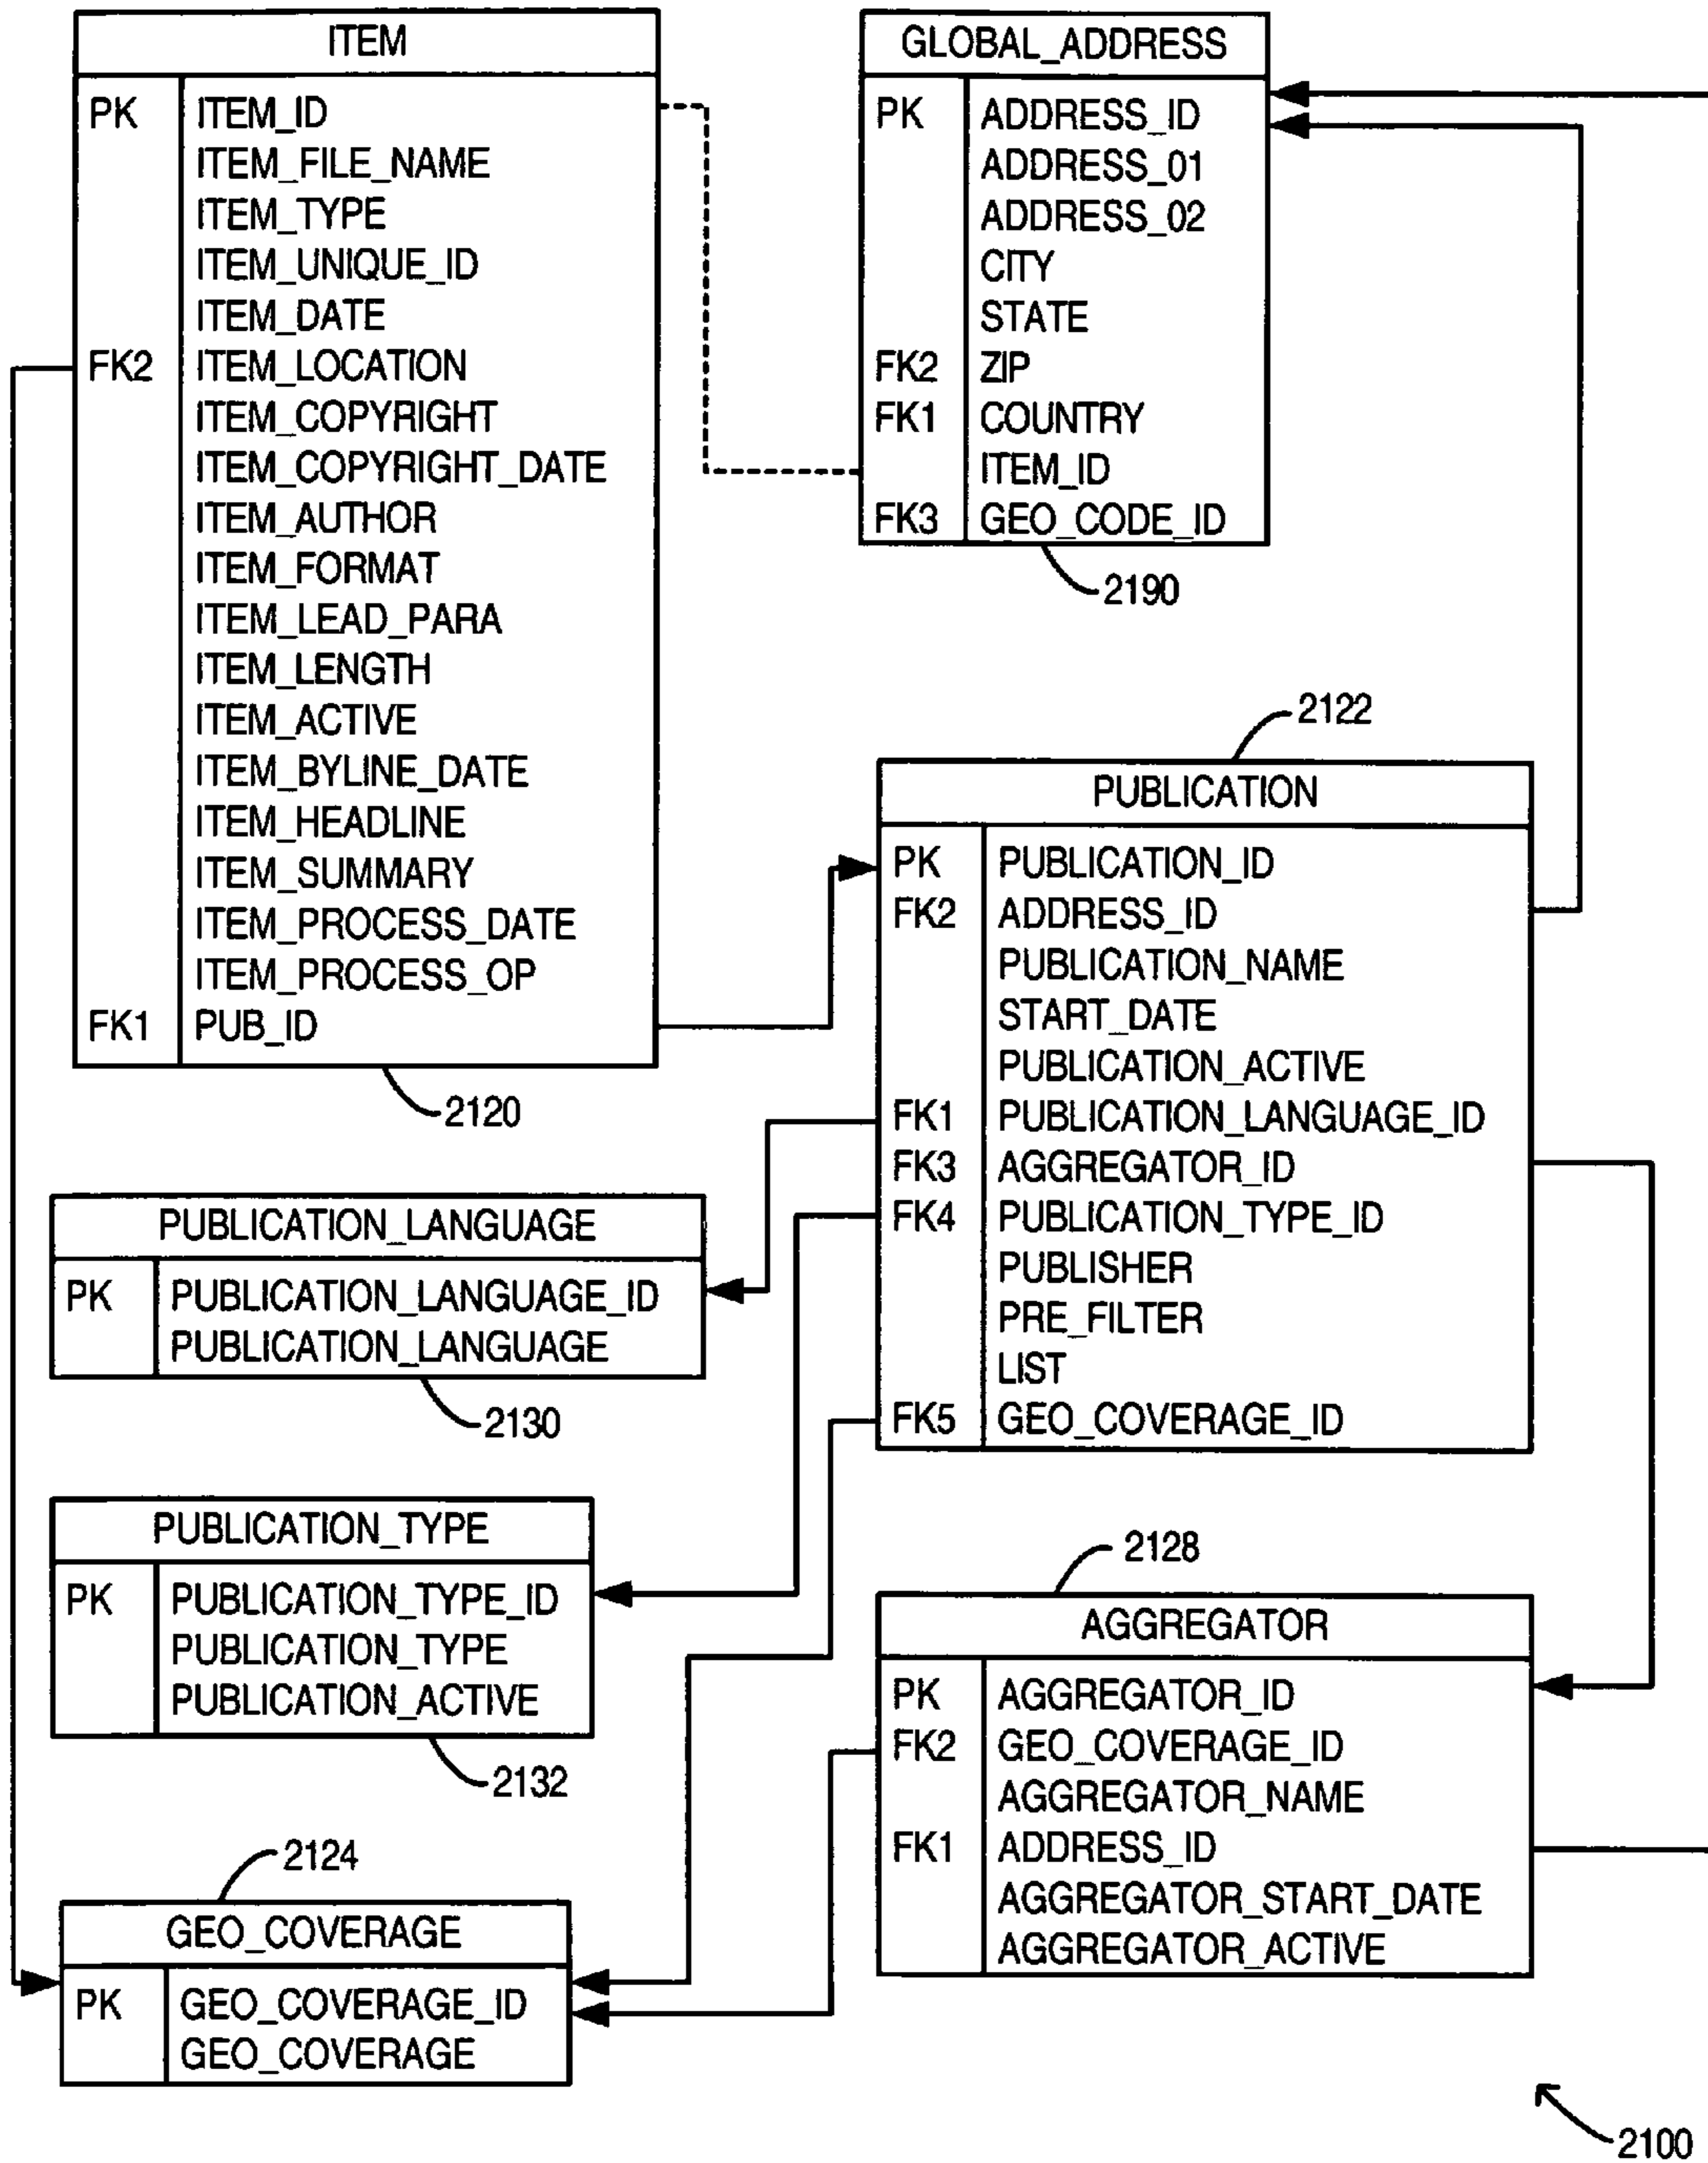 ITEM
PK ITEM_ID
ITEM_FILE_NAME
ITEM_TYPE
ITEM_UNIQUE_ID
ITEM_DATE
FK2 ITEM_LOCATION
ITEM_COPYRIGHT
ITEM_COPYRIGHT_DATE
ITEM_AUTHOR
ITEM_FORMAT
ITEM_LEAD_PARA
ITEM_LENGTH
ITEM_ACTIVE
ITEM_BYLINE_DATE
ITEM_HEADLINE
ITEM_SUMMARY
ITEM_PROCESS_DATE
ITEM_PROCESS_OP
FK1 PUB_ID
2120
GLOBAL_ADDRESS
PK ADDRESS_ID
ADDRESS_01
ADDRESS_02
CITY
STATE
FK2 ZIP
FK1 COUNTRY
ITEM_ID
FK3 GEO_CODE_ID
2190
2122
PUBLICATION
PK PUBLICATION_ID
FK2 ADDRESS_ID
PUBLICATION_NAME
START_DATE
PUBLICATION_ACTIVE
FK1 PUBLICATION_LANGUAGE_ID
FK3 AGGREGATOR_ID
FK4 PUBLICATION_TYPE_ID
PUBLISHER
PRE_FILTER
LIST
FK5 GEO_COVERAGE_ID
PUBLICATION_LANGUAGE
PK PUBLICATION_LANGUAGE_ID
PUBLICATION_LANGUAGE
2130
PUBLICATION_TYPE
PK PUBLICATION_TYPE_ID
PUBLICATION_TYPE
PUBLICATION_ACTIVE
2132
2128
AGGREGATOR
PK AGGREGATOR_ID
FK2 GEO_COVERAGE_ID
AGGREGATOR_NAME
FK1 ADDRESS_ID
AGGREGATOR_START_DATE
AGGREGATOR_ACTIVE
2124
GEO_COVERAGE
PK GEO_COVERAGE_ID
GEO_COVERAGE
2100